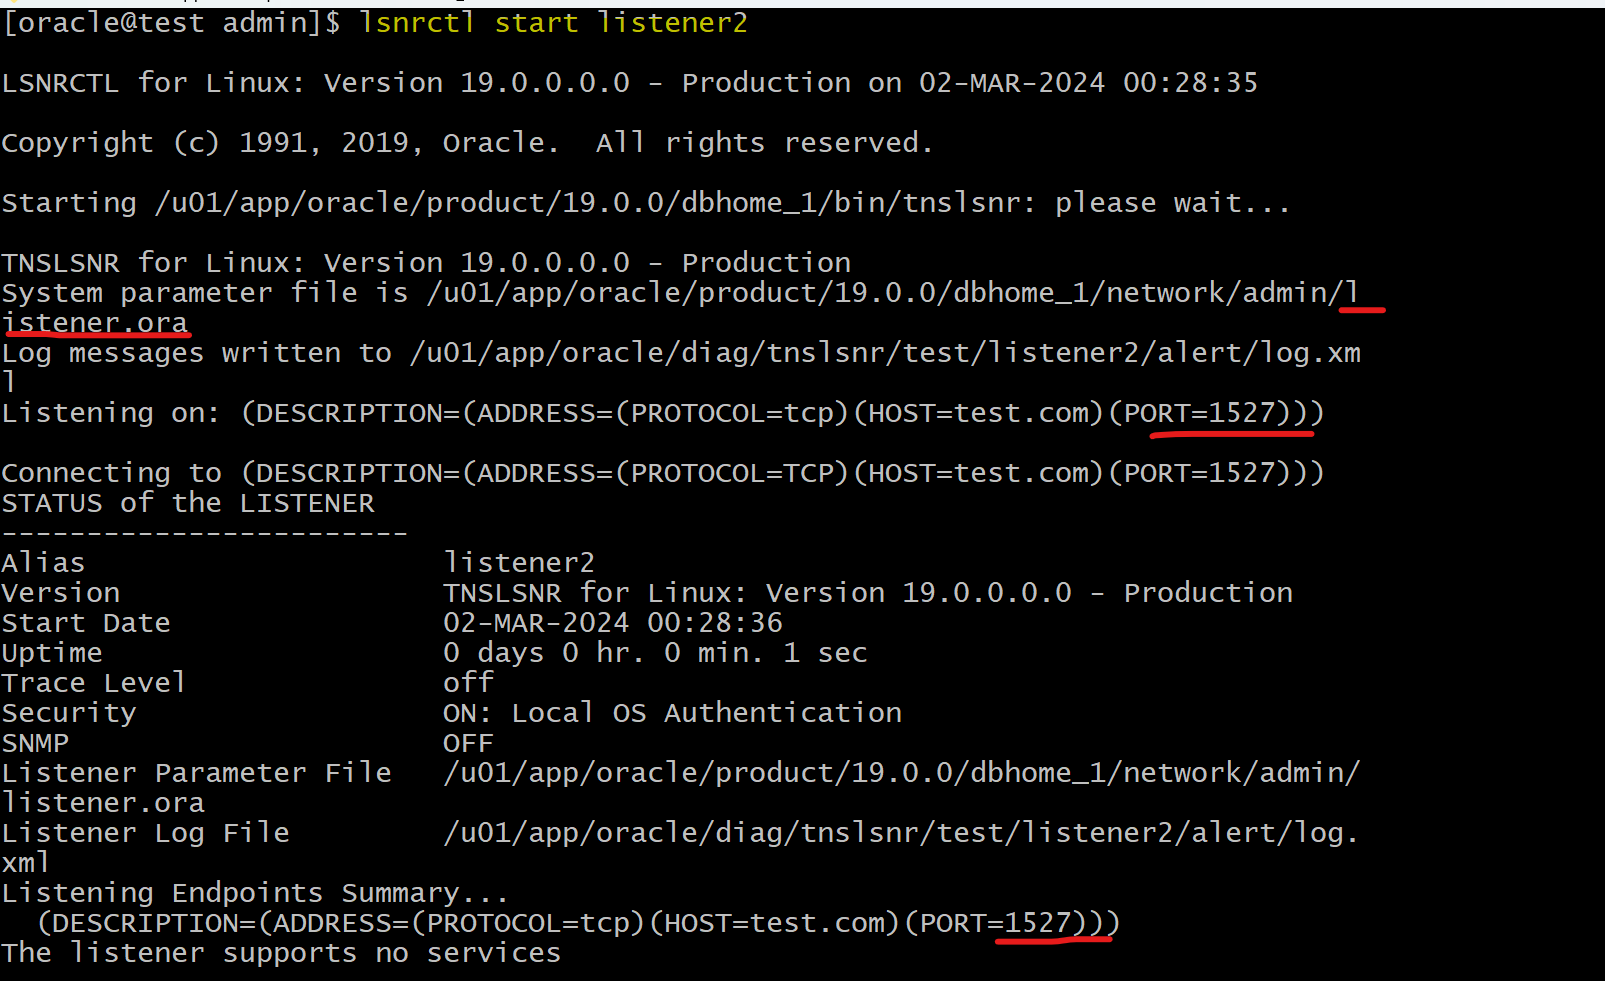 [oracle@test admin]$ lsnrctl start listener2
LSNRCTL for Linux: Version 19.0.0.0.0 - Production on 02-MAR-2024 00:28:35
Copyright (c) 1991, 2019, Oracle.  All rights reserved.
Starting /u01/app/oracle/product/19.0.0/dbhome_1/bin/tnslsnr: please wait...
TNSLSNR for Linux: Version 19.0.0.0.0 - Production
System parameter file is /u01/app/oracle/product/19.0.0/dbhome_1/network/admin/l
istener.ora
Log messages written to /u01/app/oracle/diag/tnslsnr/test/listener2/alert/log.xm
l
Listening on: (DESCRIPTION=(ADDRESS=(PROTOCOL=tcp)(HOST=test.com)(PORT=1527)))
Connecting to (DESCRIPTION=(ADDRESS=(PROTOCOL=TCP)(HOST=test.com)(PORT=1527)))
STATUS of the LISTENER
------------------------
Alias                     listener2
Version                   TNSLSNR for Linux: Version 19.0.0.0.0 - Production
Start Date                02-MAR-2024 00:28:36
Uptime                    0 days 0 hr. 0 min. 1 sec
Trace Level               off
Security                  ON: Local OS Authentication
SNMP                      OFF
Listener Parameter File   /u01/app/oracle/product/19.0.0/dbhome_1/network/admin/
listener.ora
Listener Log File         /u01/app/oracle/diag/tnslsnr/test/listener2/alert/log.
xml
Listening Endpoints Summary...
  (DESCRIPTION=(ADDRESS=(PROTOCOL=tcp)(HOST=test.com)(PORT=1527)))
The listener supports no services